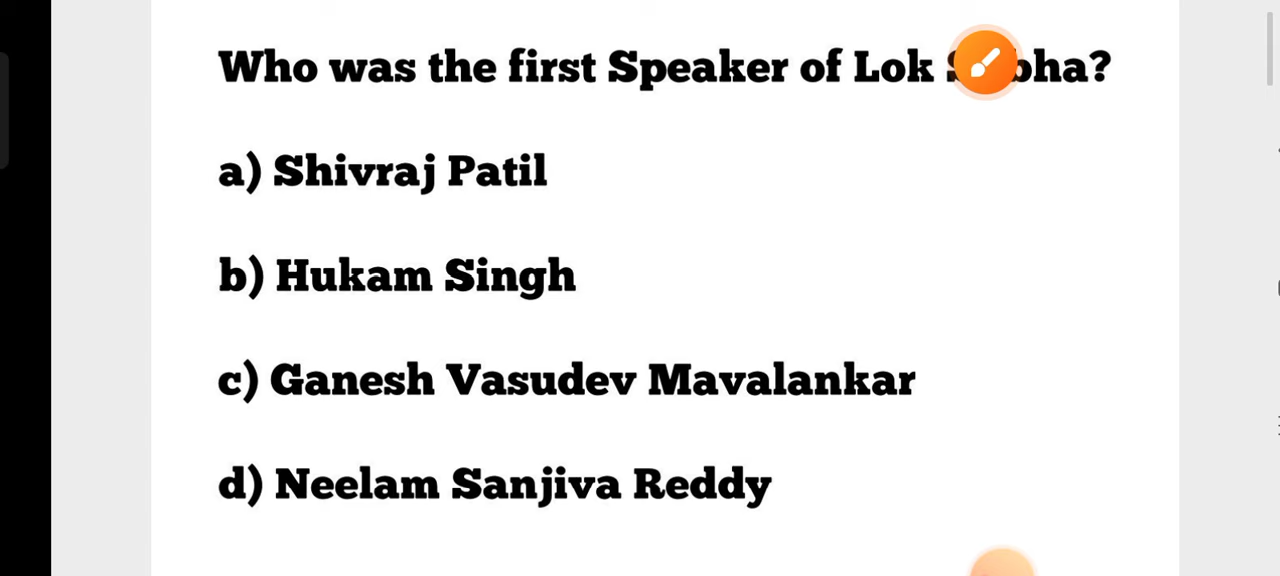 Who was the first Speaker of Lok
a) Shivraj Patil
b) Hukam Singh
c) Ganesh Vasudev Mavalankar
d) Neelam Sanjiva Reddy